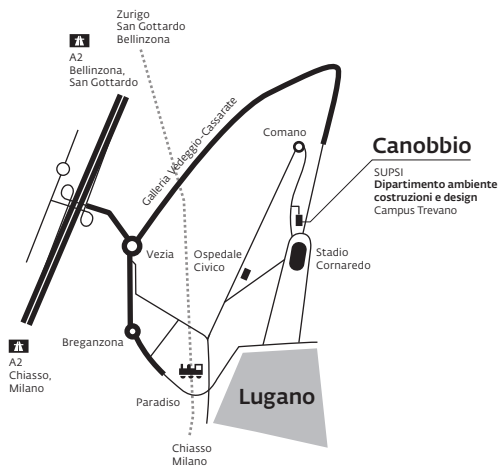 Zurigo
San Gottardo
Bellinzona
A2
Bellinzona,
San Gottardo
Galleria Vedeggio-Cassarate
Comano
Canobbio
SUPSI
Dipartimento ambiente
costruzioni e design
Campus Trevano
Vezia
Ospedale
Civico
Stadio
Cornaredo
Breganzona
A2
Chiasso,
Milano
Paradiso
Lugano
Chiasso
Milano